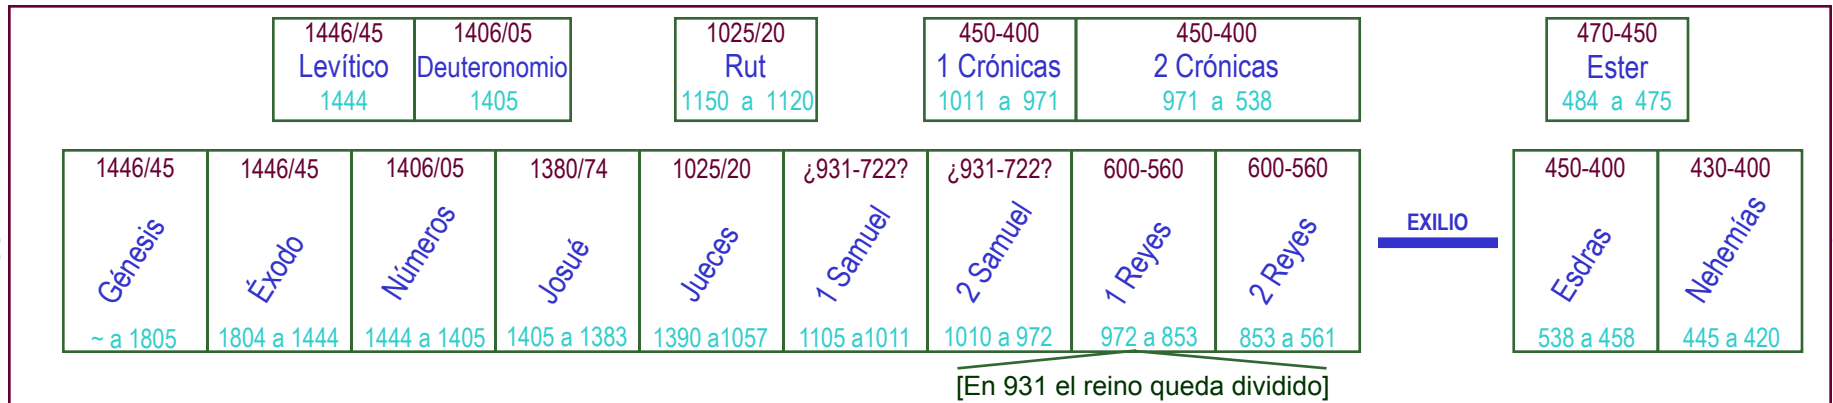 1446/45 1406/05 1025/20 450-400 450-400 470-450
Levítico Deuteronomio Rut 1 Crónicas 2 Crónicas Ester
1444 1405 1150 a 1120 1011 a 971 971 a 538 484 a 475
1446/45 1446/45 1406/05 1380/74 1025/20 ¿931-722? ¿931-722? 600-560 600-560 450-400 430-400
Génesis Éxodo Números Josué Jueces 1 Samuel 2 Samuel 1 Reyes 2 Reyes EXILIO Esdras Nehemías
~ a 1805 1804 a 1444 1444 a 1405 1405 a 1383 1390 a1057 1105 a1011 1010 a 972 972 a 853 853 a 561 538 a 458 445 a 420
[En 931 el reino queda dividido]